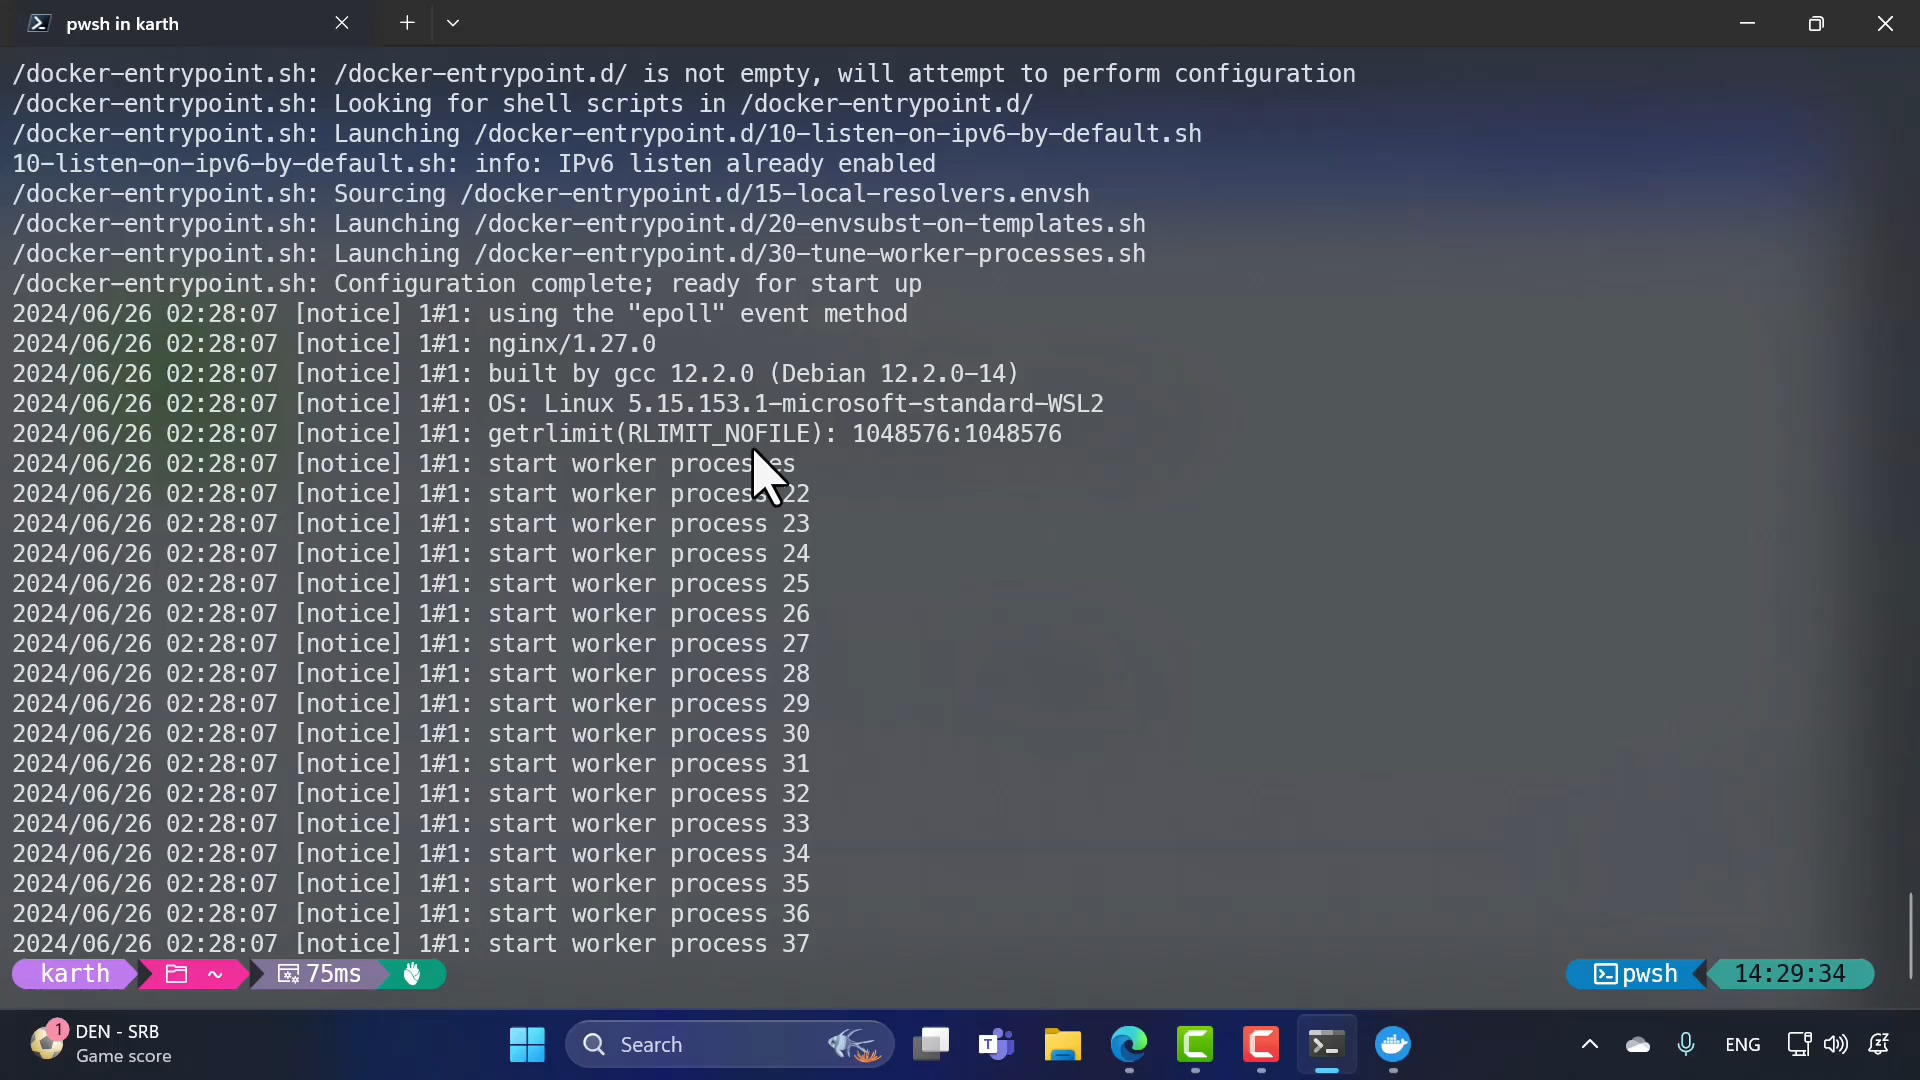 pwsh in karth
/docker-entrypoint.sh: /docker-entrypoint.d/ is not empty, will attempt to perform configuration
/docker-entrypoint.sh: Looking for shell scripts in /docker-entrypoint.d/
/docker-entrypoint.sh: Launching /docker-entrypoint.d/10-listen-on-ipv6-by-default.sh
10-listen-on-ipv6-by-default.sh: info: IPv6 listen already enabled
/docker-entrypoint.sh: Sourcing /docker-entrypoint.d/15-local-resolvers.envsh
/docker-entrypoint.sh: Launching /docker-entrypoint.d/20-envsubst-on-templates.sh
/docker-entrypoint.sh: Launching /docker-entrypoint.d/30-tune-worker-processes.sh
/docker-entrypoint.sh: Configuration complete; ready for start up
2024/06/26 02:28:07 [notice] 1#1: using the "epoll" event method
2024/06/26 02:28:07 [notice] 1#1: nginx/1.27.0
2024/06/26 02:28:07 [notice] 1#1: built by gcc 12.2.0 (Debian 12.2.0-14)
2024/06/26 02:28:07 [notice] 1#1: OS: Linux 5.15.153.1-microsoft-standard-WSL2
2024/06/26 02:28:07 [notice] 1#1: getrlimit(RLIMIT_NOFILE): 1048576:1048576
2024/06/26 02:28:07 [notice] 1#1: start worker processes
2024/06/26 02:28:07 [notice] 1#1: start worker process 22
2024/06/26 02:28:07 [notice] 1#1: start worker process 23
2024/06/26 02:28:07 [notice] 1#1: start worker process 24
2024/06/26 02:28:07 [notice] 1#1: start worker process 25
2024/06/26 02:28:07 [notice] 1#1: start worker process 26
2024/06/26 02:28:07 [notice] 1#1: start worker process 27
2024/06/26 02:28:07 [notice] 1#1: start worker process 28
2024/06/26 02:28:07 [notice] 1#1: start worker process 29
2024/06/26 02:28:07 [notice] 1#1: start worker process 30
2024/06/26 02:28:07 [notice] 1#1: start worker process 31
2024/06/26 02:28:07 [notice] 1#1: start worker process 32
2024/06/26 02:28:07 [notice] 1#1: start worker process 33
2024/06/26 02:28:07 [notice] 1#1: start worker process 34
2024/06/26 02:28:07 [notice] 1#1: start worker process 35
2024/06/26 02:28:07 [notice] 1#1: start worker process 36
2024/06/26 02:28:07 [notice] 1#1: start worker process 37
karth ~ 75ms pwsh 14:29:34
1 DEN - SRB
Game score
Search
ENG